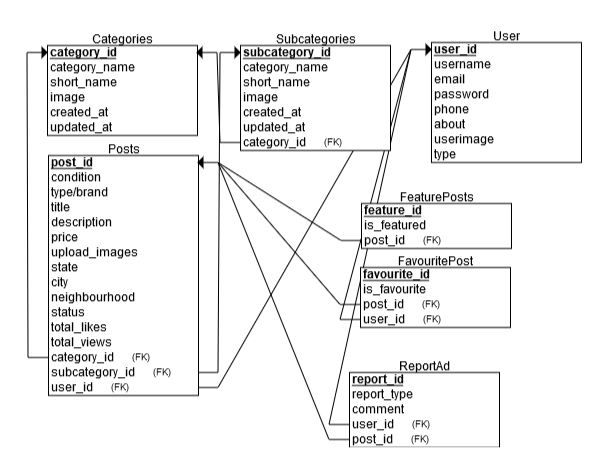 Categories
category_id
category_name
short_name
image
created_at
updated_at
Subcategories
subcategory_id
category_name
short_name
image
created_at
updated_at
category_id (FK)
User
user_id
username
email
password
phone
about
userimage
type
Posts
post_id
condition
type/brand
title
description
price
upload_images
state
city
neighbourhood
status
total_likes
total_views
category_id (FK)
subcategory_id (FK)
user_id (FK)
FeaturePosts
feature_id
is_featured
post_id (FK)
FavouritePost
favourite_id
is_favourite
post_id (FK)
user_id (FK)
ReportAd
report_id
report_type
comment
user_id (FK)
post_id (FK)